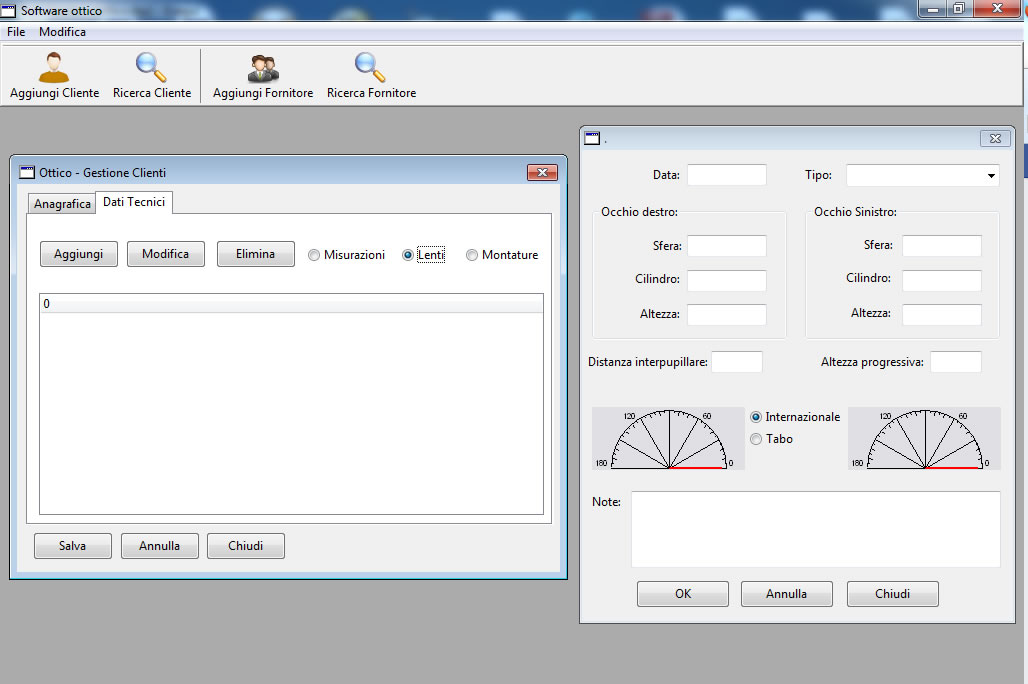 Software ottico
File Modifica
Aggiungi Cliente Ricerca Cliente Aggiungi Fornitore Ricerca Fornitore
Ottico - Gestione Clienti
Anagrafica Dati Tecnici
Aggiungi Modifica Elimina Misurazioni Lenti Montature
0
Salva Annulla Chiudi
.
Data: Tipo:
Occhio destro: Occhio Sinistro:
Sfera: Sfera:
Cilindro: Cilindro:
Altezza: Altezza:
Distanza interpupillare: Altezza progressiva:
120 60 Internazionale 120 60
Tabo
180 0 180 0
Note:
OK Annulla Chiudi